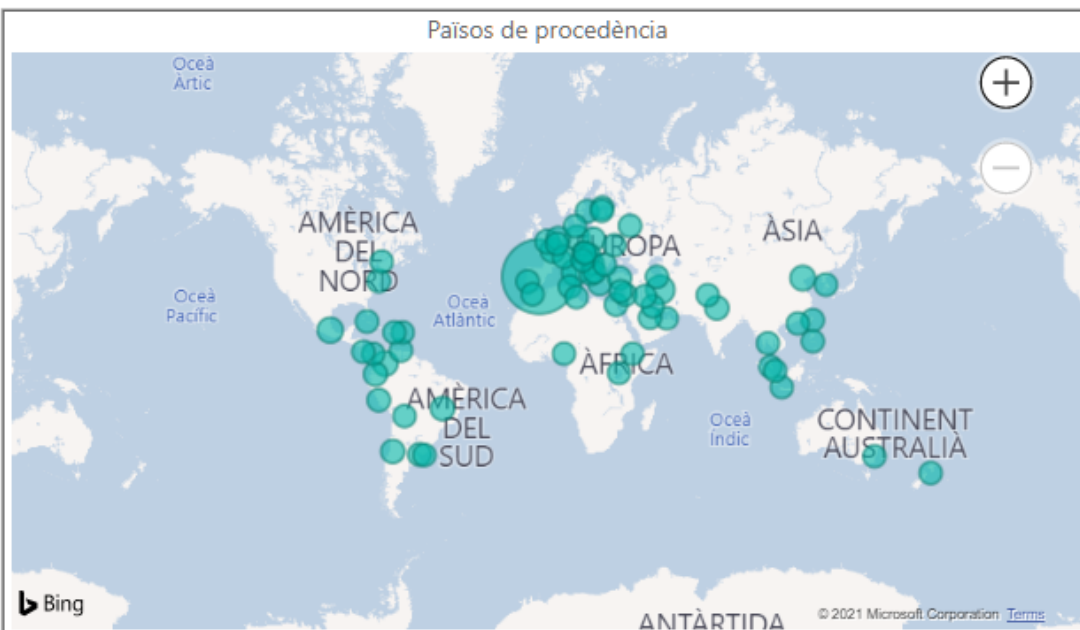 Països de procedència
Oceà
Àrtic
AMÈRICA
DEL
NORD
Oceà
Pacífic
Oceà
Atlàntic
ÀSIA
ÀFRICA
AMÈRICA
DEL
SUD
Oceà
Índic
CONTINENT
AUSTRALIÀ
Bing
© 2021 Microsoft Corporation Terms
ANTÀRTIDA